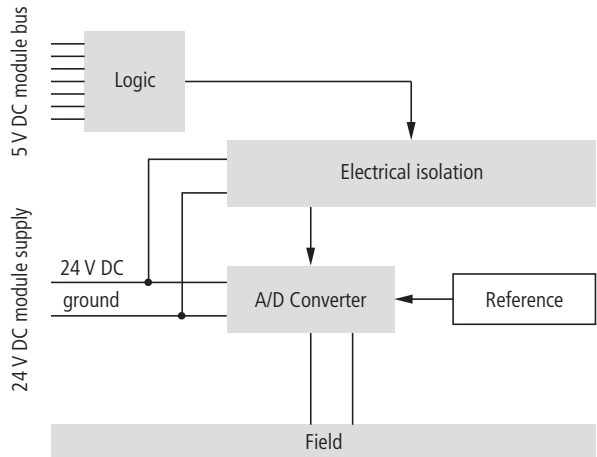 5 V DC module bus
Logic
Electrical isolation
24 V DC module supply
24 V DC
ground
A/D Converter
Reference
Field